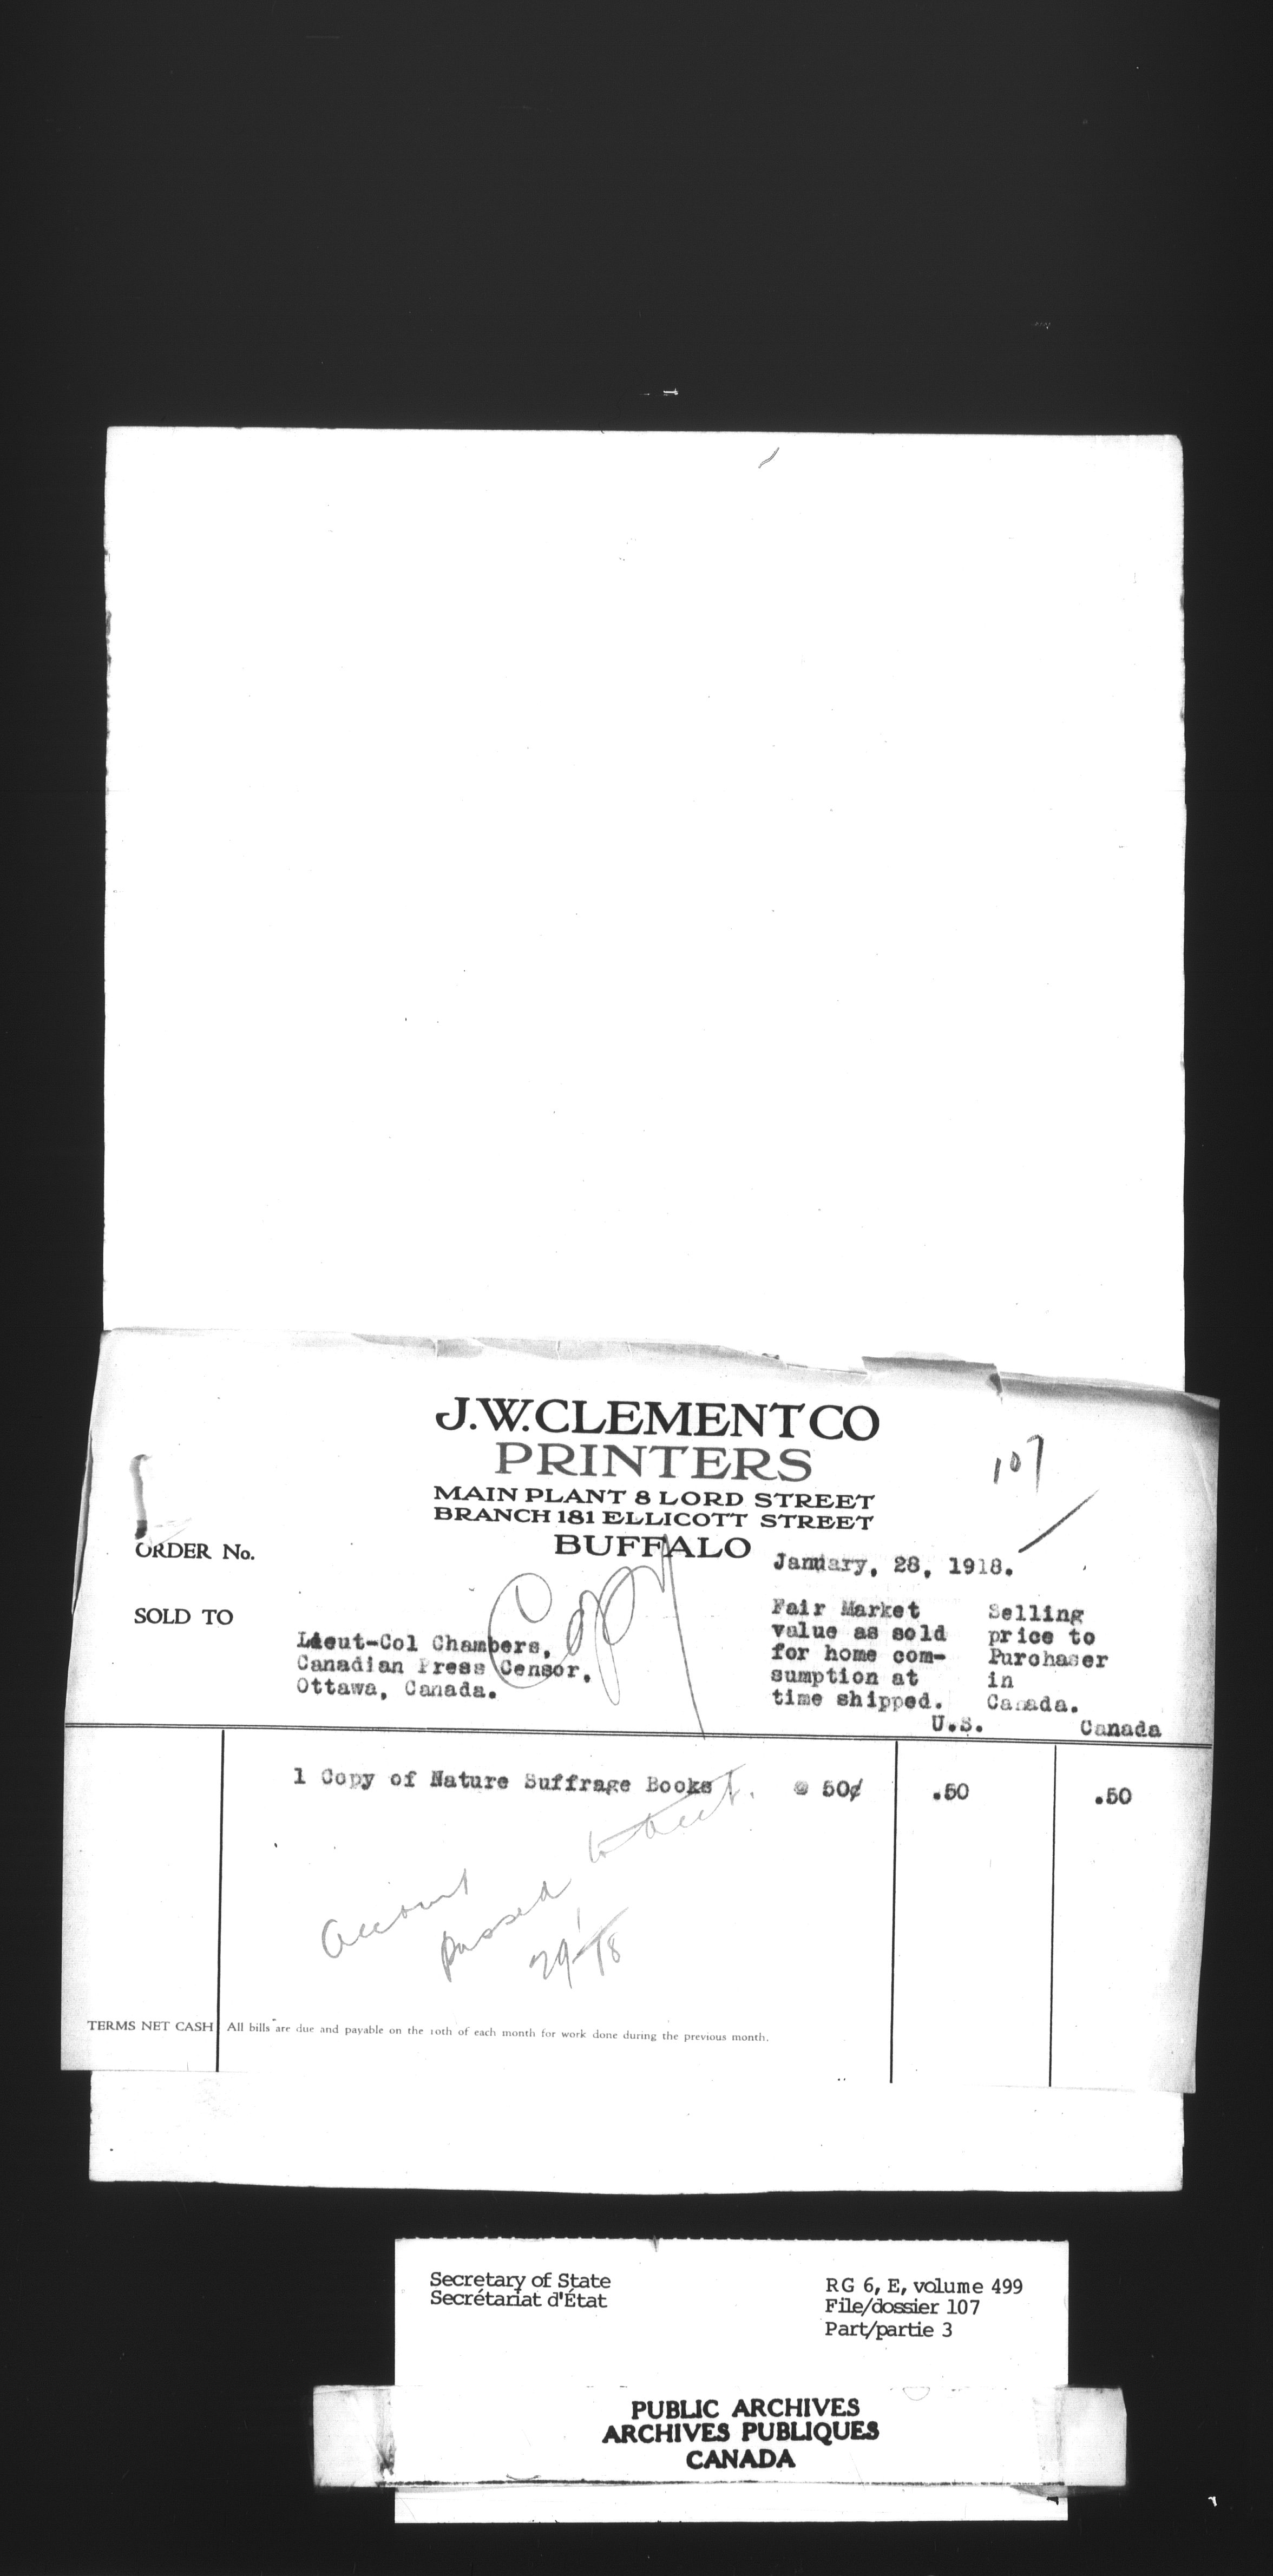 J.W.CLEMENT CO
PRINTERS
MAIN PLANT 8 LORD STREET
BRANCH 181 ELLICOTT STREET
BUFFALO
107
ORDER No.
January, 28, 1918.
SOLD TO
Copy
Lieut-Col Chambers,
Canadian Press Censor.
Ottawa, Canada.
Fair Market
value as sold
for home com-
sumption at
time shipped.
U.S.
Selling
price to
Purchaser
in
Canada.
Canada
1 Copy of Nature Suffrage Books @ 50¢ .50 .50
Account
passed
to Acct.
29/1/18
TERMS NET CASH All bills are due and payable on the 10th of each month for work done during the previous month.
Secretary of State
Secrétariat d'État
RG 6, E, volume 499
File/dossier 107
Part/partie 3
PUBLIC ARCHIVES
ARCHIVES PUBLIQUES
CANADA